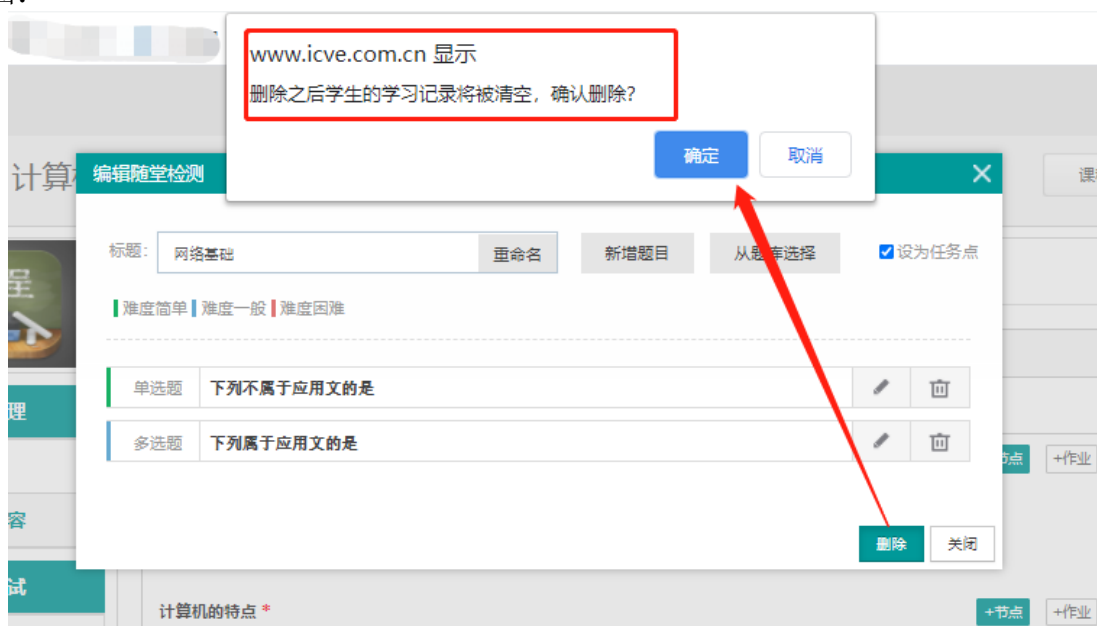 www.icve.com.cn 显示
删除之后学生的学习记录将被清空，确认删除？
确定 取消
编辑随堂检测
标题： 网络基础 重命名 新增题目 从题库选择 设为任务点
难度简单 难度一般 难度困难
单选题 下列不属于应用文的是
理
多选题 下列属于应用文的是
节点 +作业
容
删除 关闭
试
计算机的特点 * +节点 +作业